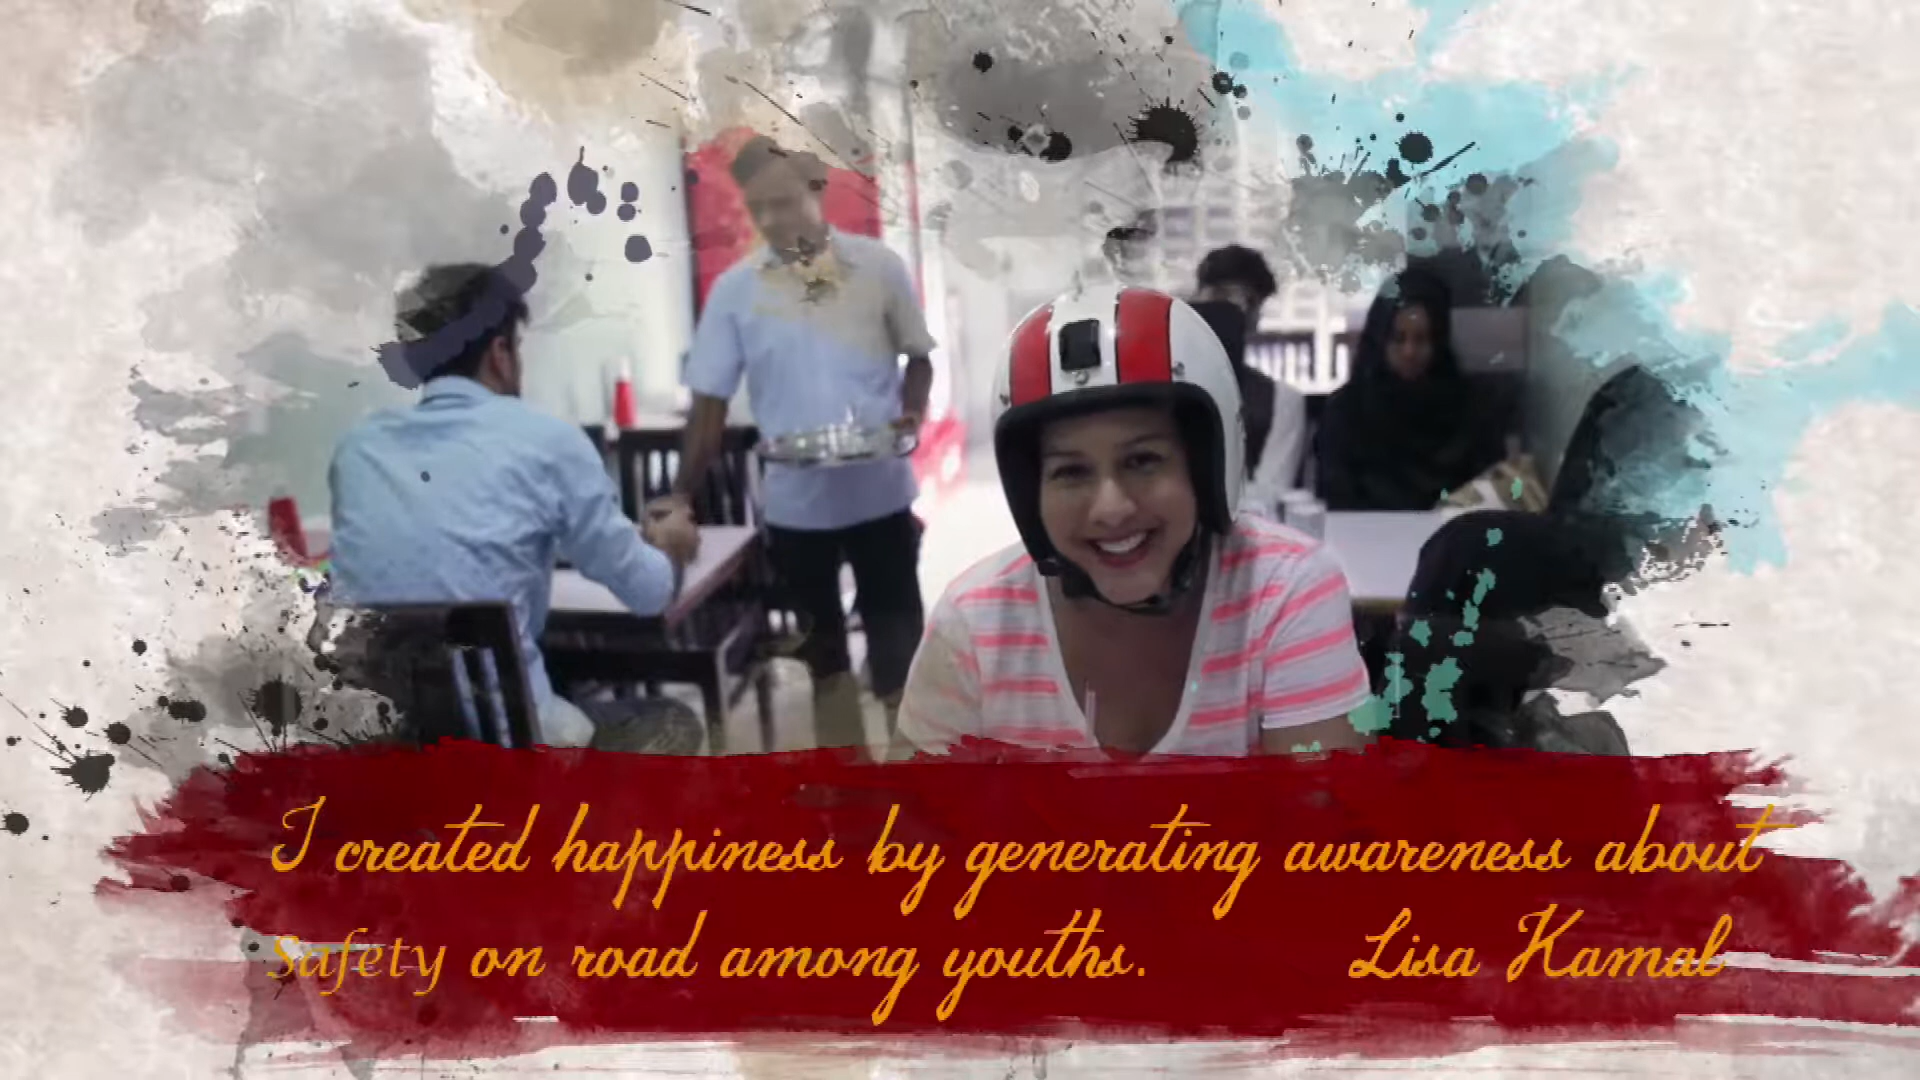 I created happiness by generating awareness about
Safety on road among youths. Lisa Kamal